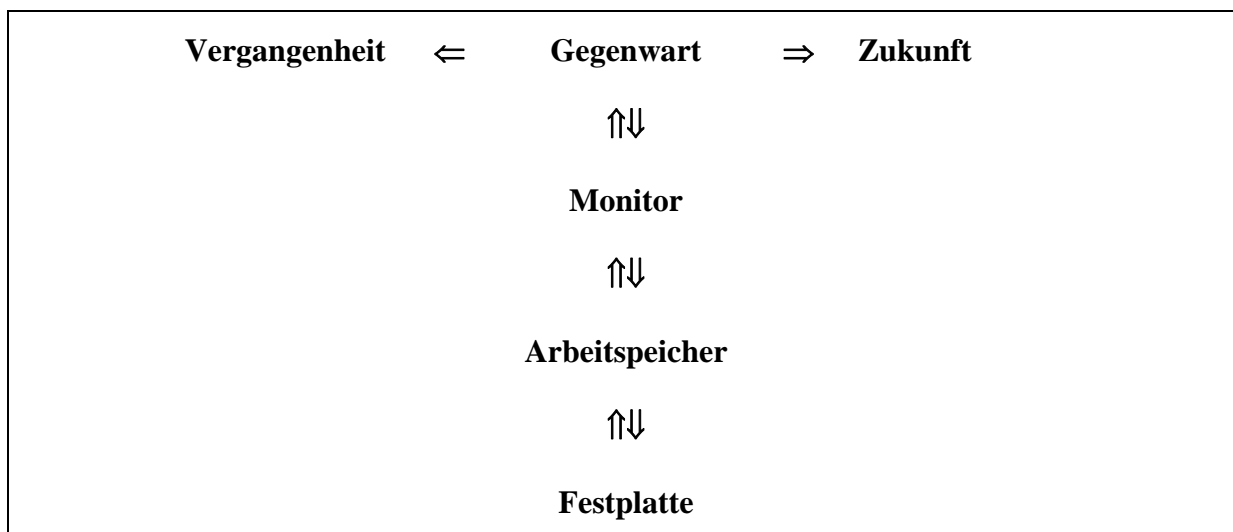 Vergangenheit ⇐ Gegenwart ⇒ Zukunft
⇑⇓
Monitor
⇑⇓
Arbeitspeicher
⇑⇓
Festplatte